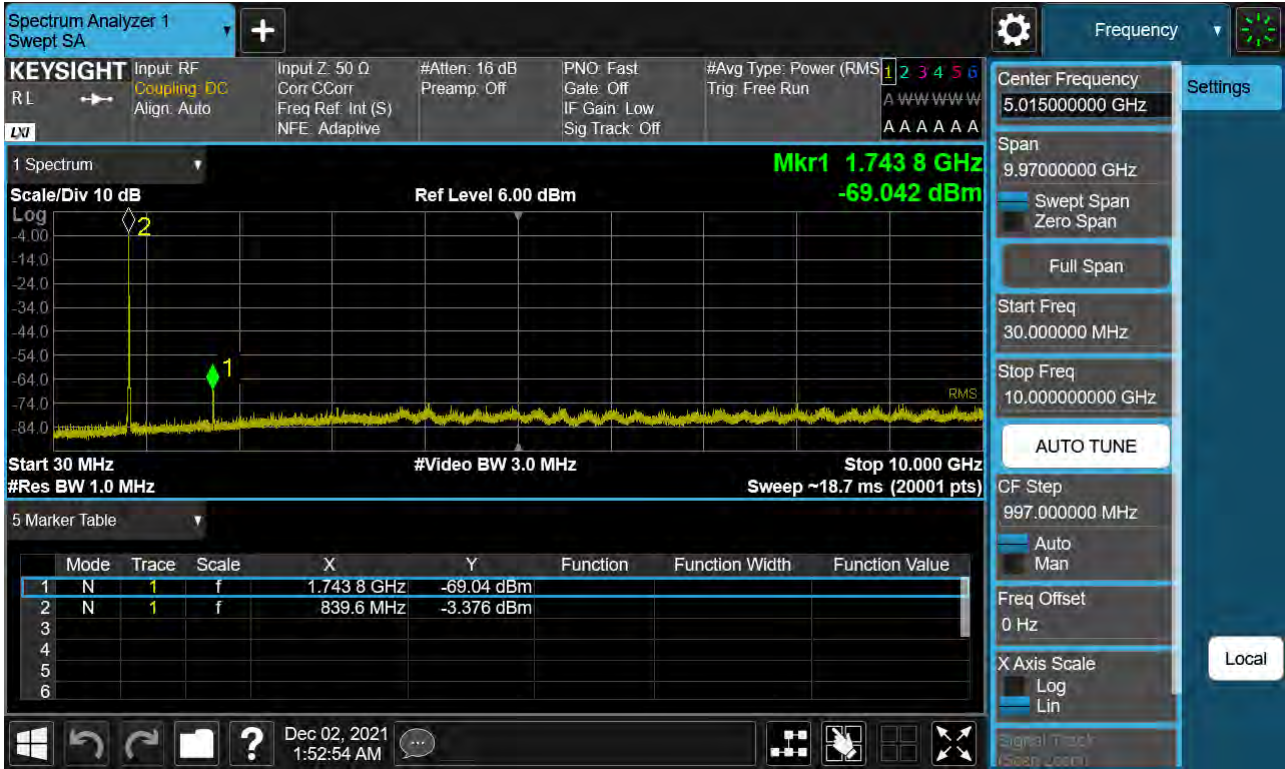 Spectrum Analyzer 1
Swept SA
Frequency
KEYSIGHT
RL
LXI
Input: RF
Coupling: DC
Align: Auto
Input Z: 50 Ω
Corr CCorr
Freq Ref: Int (S)
NFE: Adaptive
#Atten: 16 dB
Preamp: Off
PNO: Fast
Gate: Off
IF Gain: Low
Sig Track: Off
#Avg Type: Power (RMS
Trig: Free Run
1 2 3 4 5 6
A W W W W W
A A A A A A
1 Spectrum
Mkr1 1.743 8 GHz
-69.042 dBm
Scale/Div 10 dB
Ref Level 6.00 dBm
Log
-4.00
-14.0
-24.0
-34.0
-44.0
-54.0
-64.0
-74.0
-84.0
2
1
RMS
Start 30 MHz
#Video BW 3.0 MHz
Stop 10.000 GHz
#Res BW 1.0 MHz
Sweep ~18.7 ms (20001 pts)
5 Marker Table
Mode Trace Scale X Y Function Function Width Function Value
1 N 1 f 1.743 8 GHz -69.04 dBm
2 N 1 f 839.6 MHz -3.376 dBm
3
4
5
6
Dec 02, 2021
1:52:54 AM
?
Center Frequency
5.015000000 GHz
Settings
Span
9.97000000 GHz
Swept Span
Zero Span
Full Span
Start Freq
30.000000 MHz
Stop Freq
10.000000000 GHz
AUTO TUNE
CF Step
997.000000 MHz
Auto
Man
Freq Offset
0 Hz
X Axis Scale
Log
Lin
Local
Signal Track
(Span Zoom)